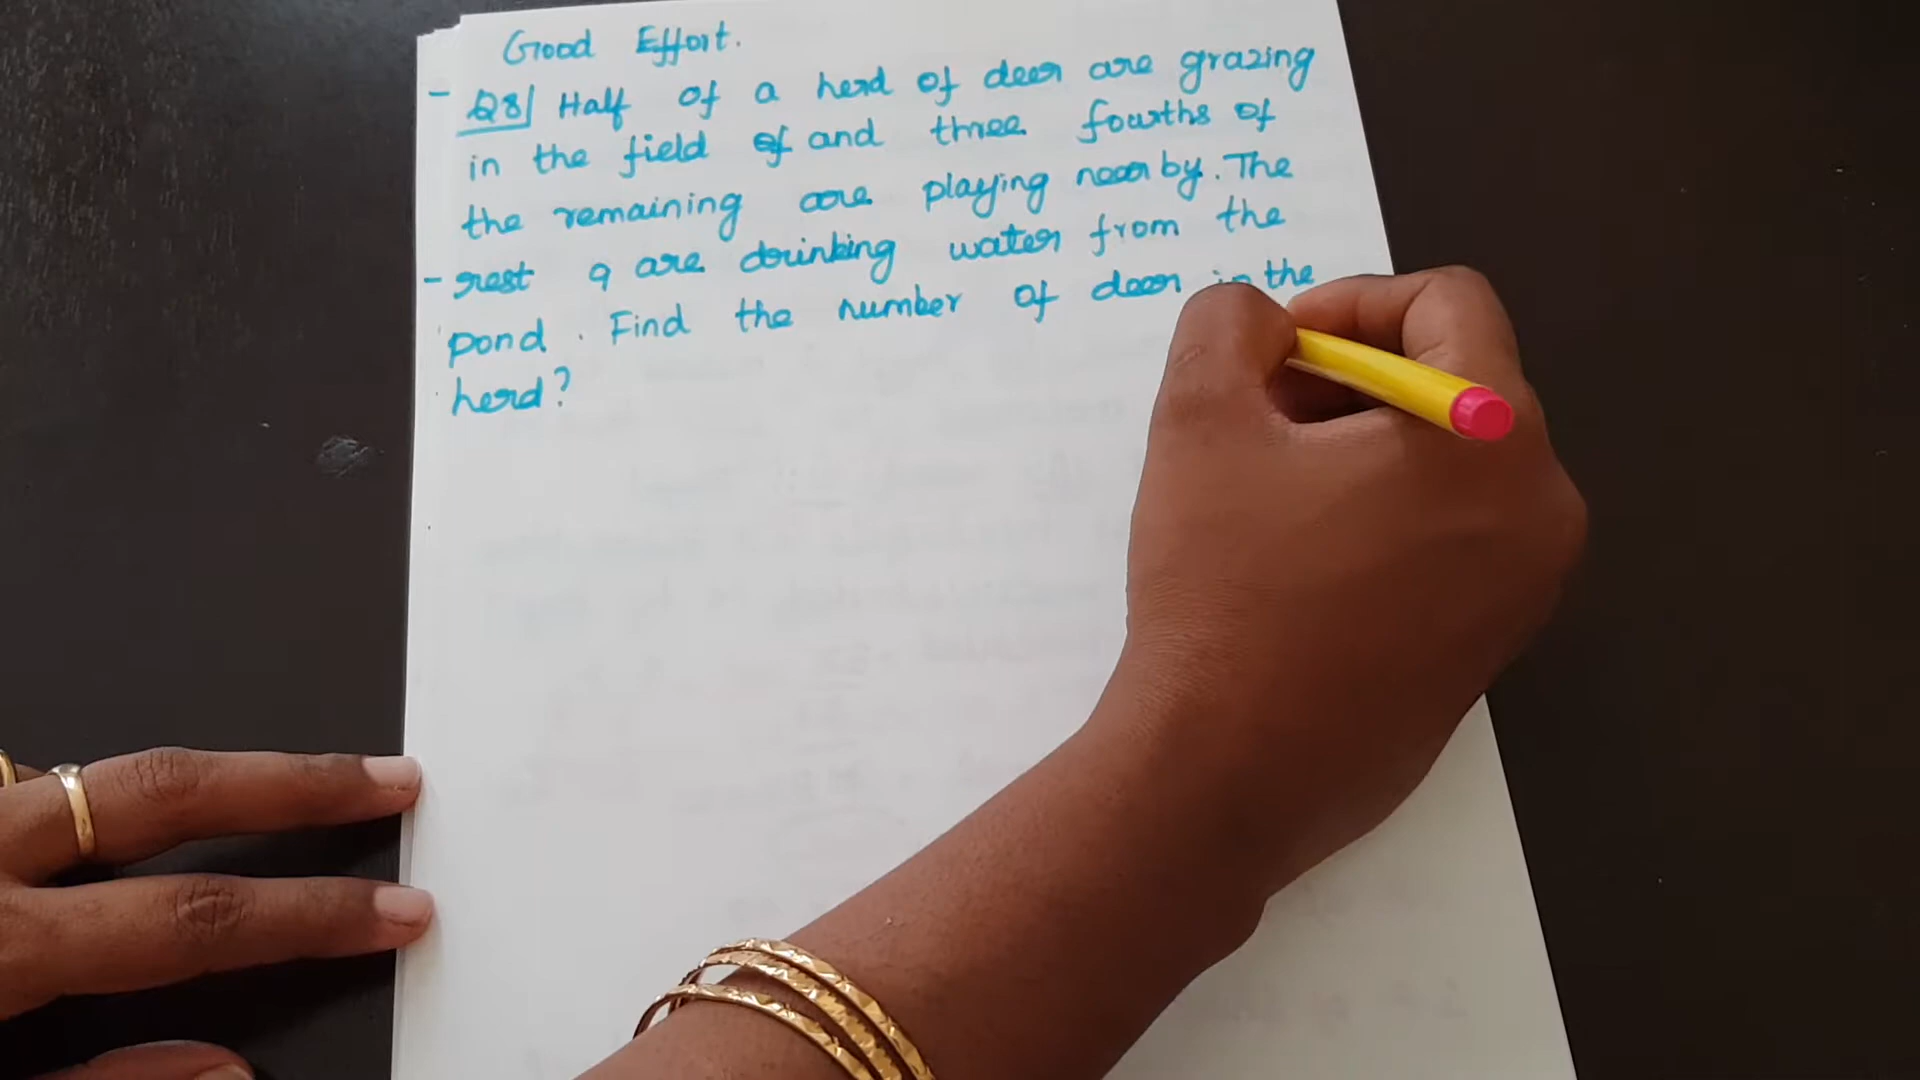 Good Effort.
- Q8| Half of a herd of deer are grazing
in the field of and three fourths of
the remaining are playing nearby. The
- rest 9 are drinking water from the
pond. Find the number of deer in the
herd?